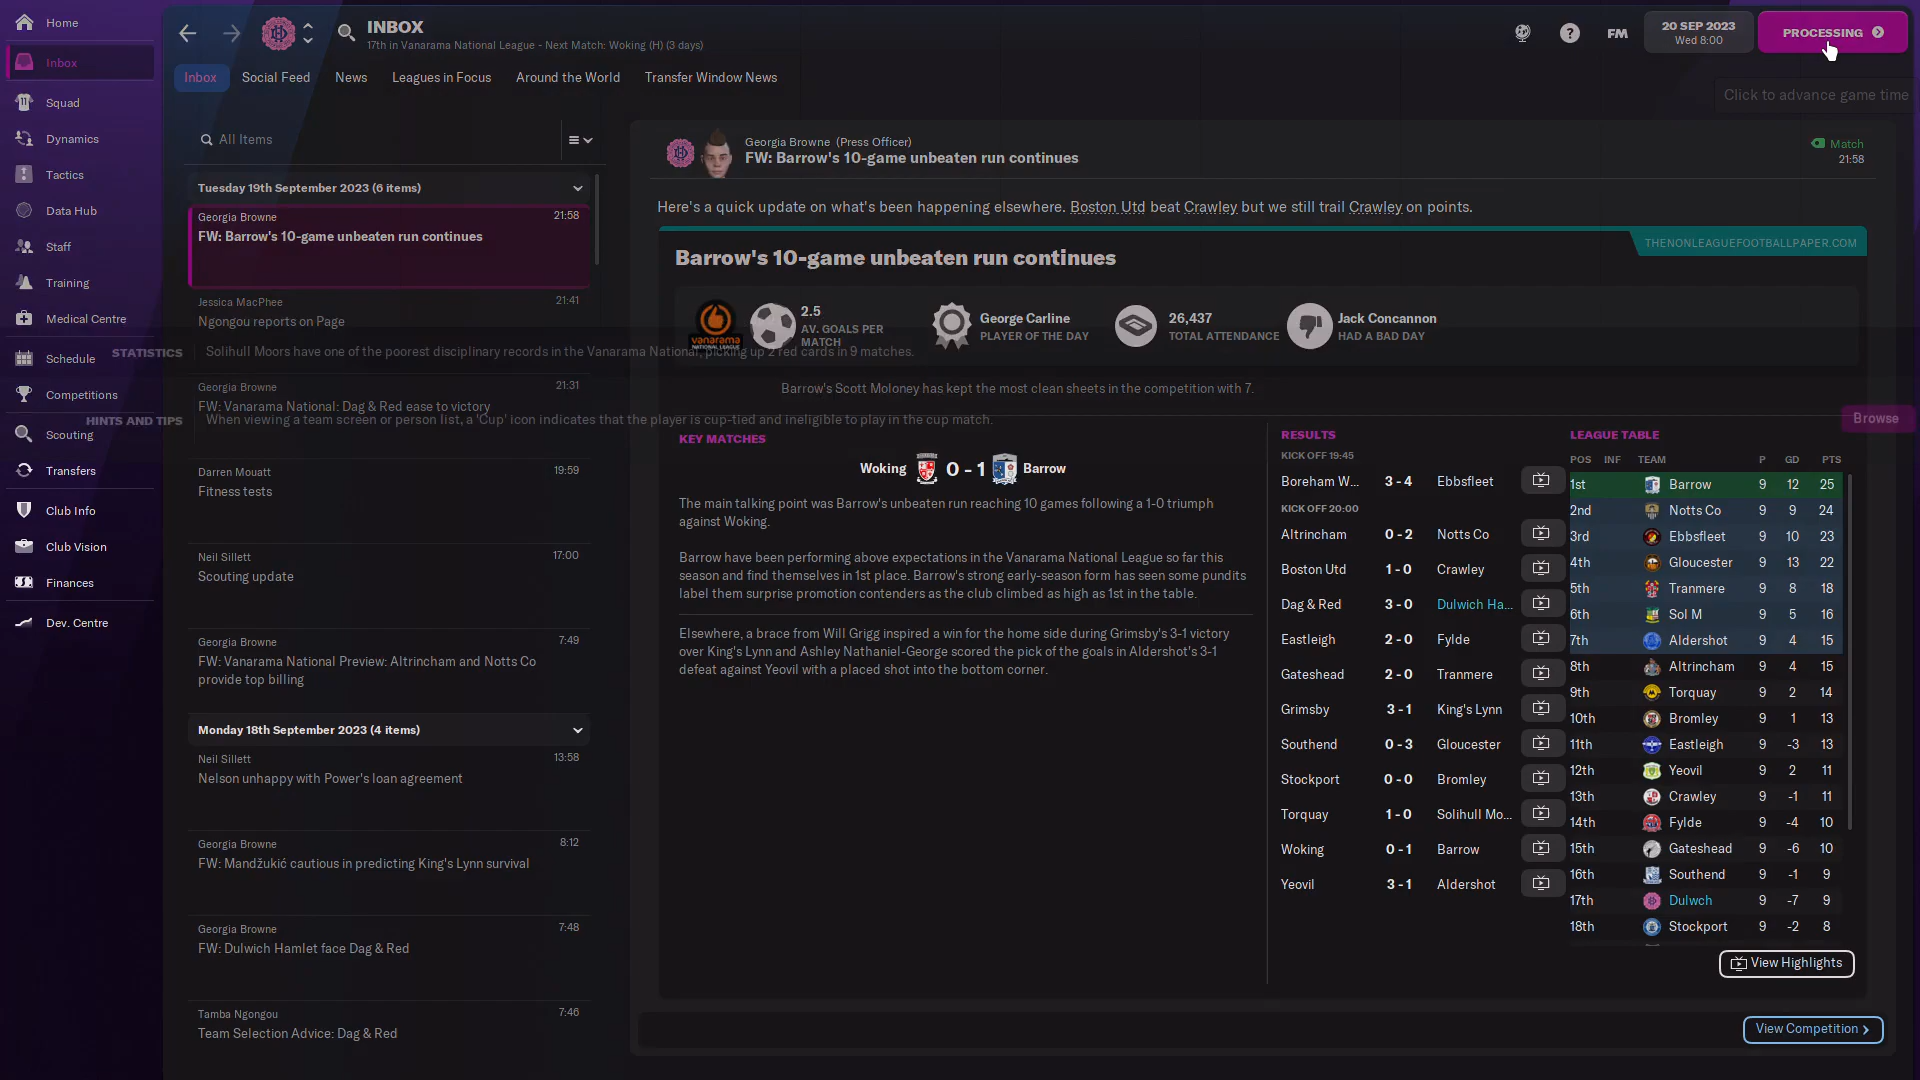 Home
Inbox
Squad
Dynamics
Tactics
Data Hub
Staff
Training
Medical Centre
Schedule
Competitions
Scouting
Transfers
Club Info
Club Vision
Finances
Dev. Centre
INBOX
17th in Vanarama National League - Next Match: Woking (H) (3 days)
?
FM
20 SEP 2023
Wed 8:00
PROCESSING
Click to advance game time
Inbox Social Feed News Leagues in Focus Around the World Transfer Window News
All Items
Tuesday 19th September 2023 (6 items)
Georgia Browne 21:58
FW: Barrow's 10-game unbeaten run continues
Jessica MacPhee 21:41
Ngongou reports on Page
STATISTICS Solihull Moors have one of the poorest disciplinary records in the Vanarama National, picking up 2 red cards in 9 matches.
Georgia Browne 21:31
FW: Vanarama National: Dag & Red ease to victory
HINTS AND TIPS When viewing a team screen or person list, a 'Cup' icon indicates that the player is cup-tied and ineligible to play in the cup match.
Browse
Darren Mouatt 19:59
Fitness tests
Neil Sillett 17:00
Scouting update
Georgia Browne 7:49
FW: Vanarama National Preview: Altrincham and Notts Co
provide top billing
Monday 18th September 2023 (4 items)
Neil Sillett 13:58
Nelson unhappy with Power's loan agreement
Georgia Browne 8:12
FW: Mandžukić cautious in predicting King's Lynn survival
Georgia Browne 7:48
FW: Dulwich Hamlet face Dag & Red
Tamba Ngongou 7:46
Team Selection Advice: Dag & Red
Georgia Browne (Press Officer)
FW: Barrow's 10-game unbeaten run continues
Match
21:58
Here's a quick update on what's been happening elsewhere. Boston Utd beat Crawley but we still trail Crawley on points.
THENONLEAGUEFOOTBALLPAPER.COM
Barrow's 10-game unbeaten run continues
vanarama
2.5
AV. GOALS PER
MATCH
George Carline
PLAYER OF THE DAY
26,437
TOTAL ATTENDANCE
Jack Concannon
HAD A BAD DAY
Barrow's Scott Moloney has kept the most clean sheets in the competition with 7.
KEY MATCHES
Woking 0 - 1 Barrow
The main talking point was Barrow's unbeaten run reaching 10 games following a 1-0 triumph
against Woking.
Barrow have been performing above expectations in the Vanarama National League so far this
season and find themselves in 1st place. Barrow's strong early-season form has seen some pundits
label them surprise promotion contenders as the club climbed as high as 1st in the table.
Elsewhere, a brace from Will Grigg inspired a win for the home side during Grimsby's 3-1 victory
over King's Lynn and Ashley Nathaniel-George scored the pick of the goals in Aldershot's 3-1
defeat against Yeovil with a placed shot into the bottom corner.
RESULTS
KICK OFF 19:45
Boreham W... 3 - 4 Ebbsfleet
KICK OFF 20:00
Altrincham 0 - 2 Notts Co
Boston Utd 1 - 0 Crawley
Dag & Red 3 - 0 Dulwich Ha...
Eastleigh 2 - 0 Fylde
Gateshead 2 - 0 Tranmere
Grimsby 3 - 1 King's Lynn
Southend 0 - 3 Gloucester
Stockport 0 - 0 Bromley
Torquay 1 - 0 Solihull Mo...
Woking 0 - 1 Barrow
Yeovil 3 - 1 Aldershot
LEAGUE TABLE
POS INF TEAM P GD PTS
1st Barrow 9 12 25
2nd Notts Co 9 9 24
3rd Ebbsfleet 9 10 23
4th Gloucester 9 13 22
5th Tranmere 9 8 18
6th Sol M 9 5 16
7th Aldershot 9 4 15
8th Altrincham 9 4 15
9th Torquay 9 2 14
10th Bromley 9 1 13
11th Eastleigh 9 -3 13
12th Yeovil 9 2 11
13th Crawley 9 -1 11
14th Fylde 9 -4 10
15th Gateshead 9 -6 10
16th Southend 9 -1 9
17th Dulwch 9 -7 9
18th Stockport 9 -2 8
View Highlights
View Competition